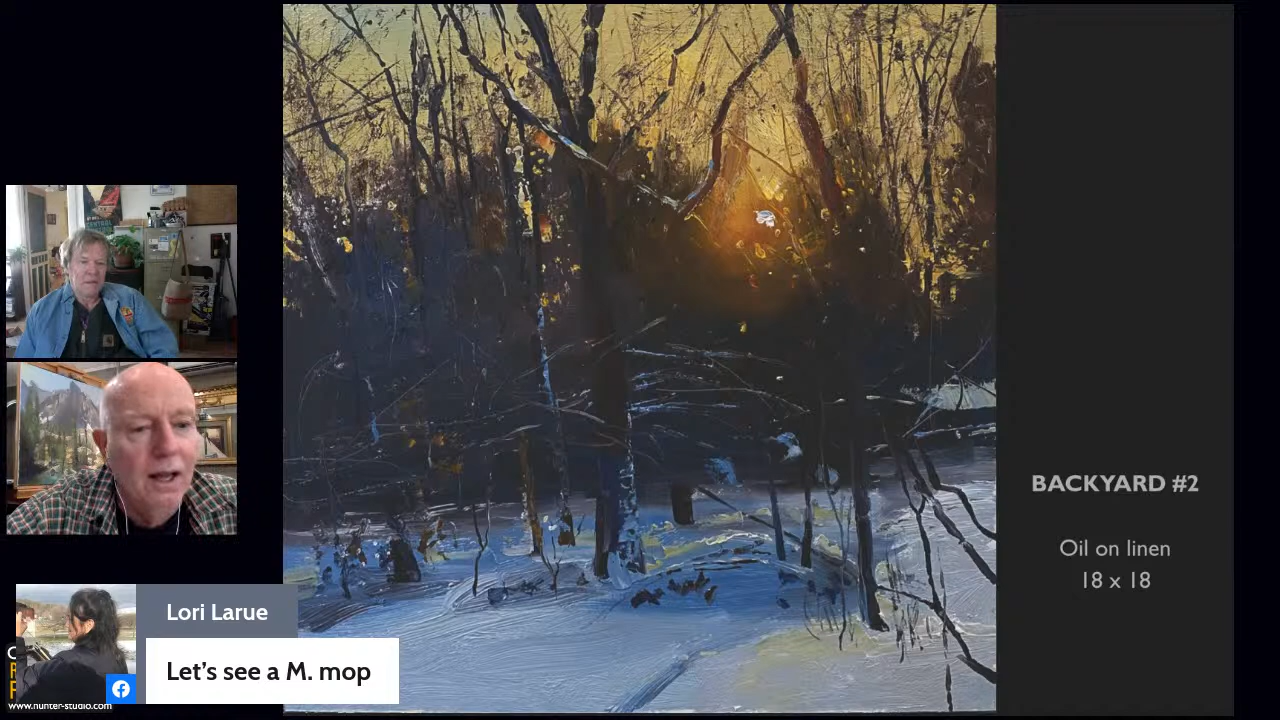 BACKYARD #2
Oil on linen
18 x 18
Lori Larue
Let's see a M. mop
www.hunter-studio.com